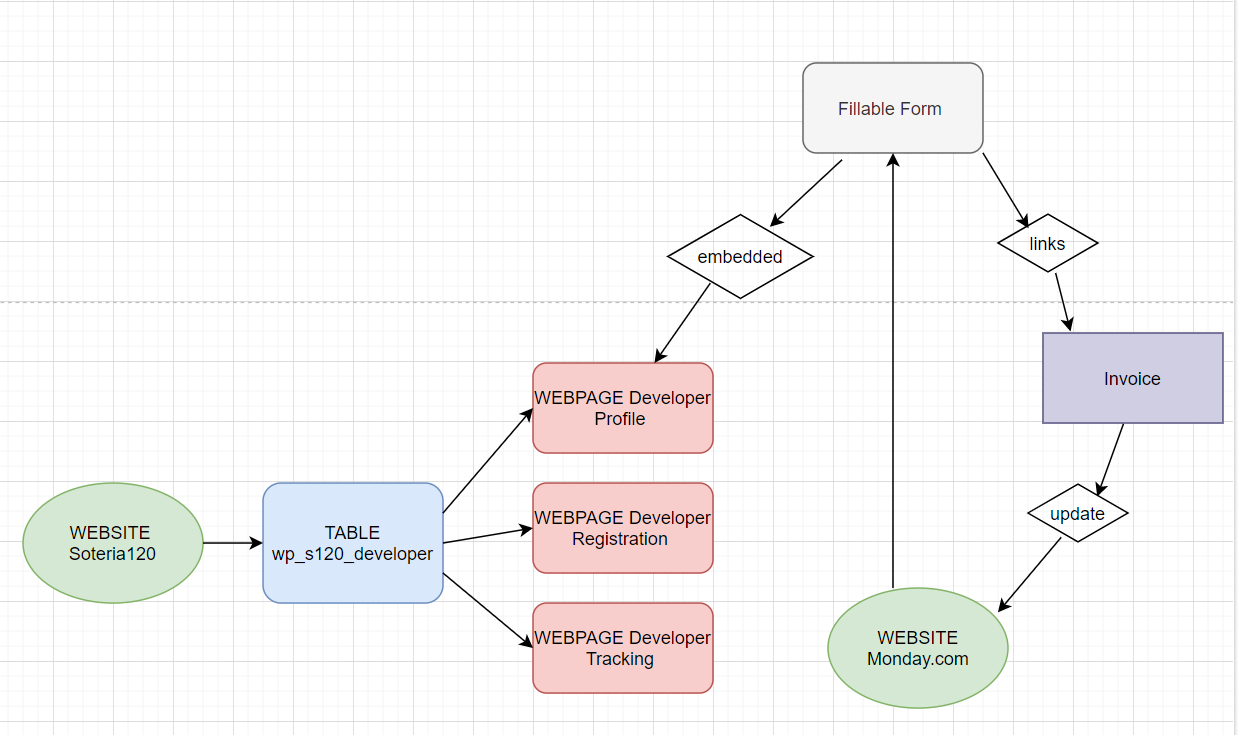 Fillable Form
embedded
links
WEBPAGE Developer
Profile
Invoice
WEBSITE
Soteria120
TABLE
wp_s120_developer
WEBPAGE Developer
Registration
update
WEBPAGE Developer
Tracking
WEBSITE
Monday.com